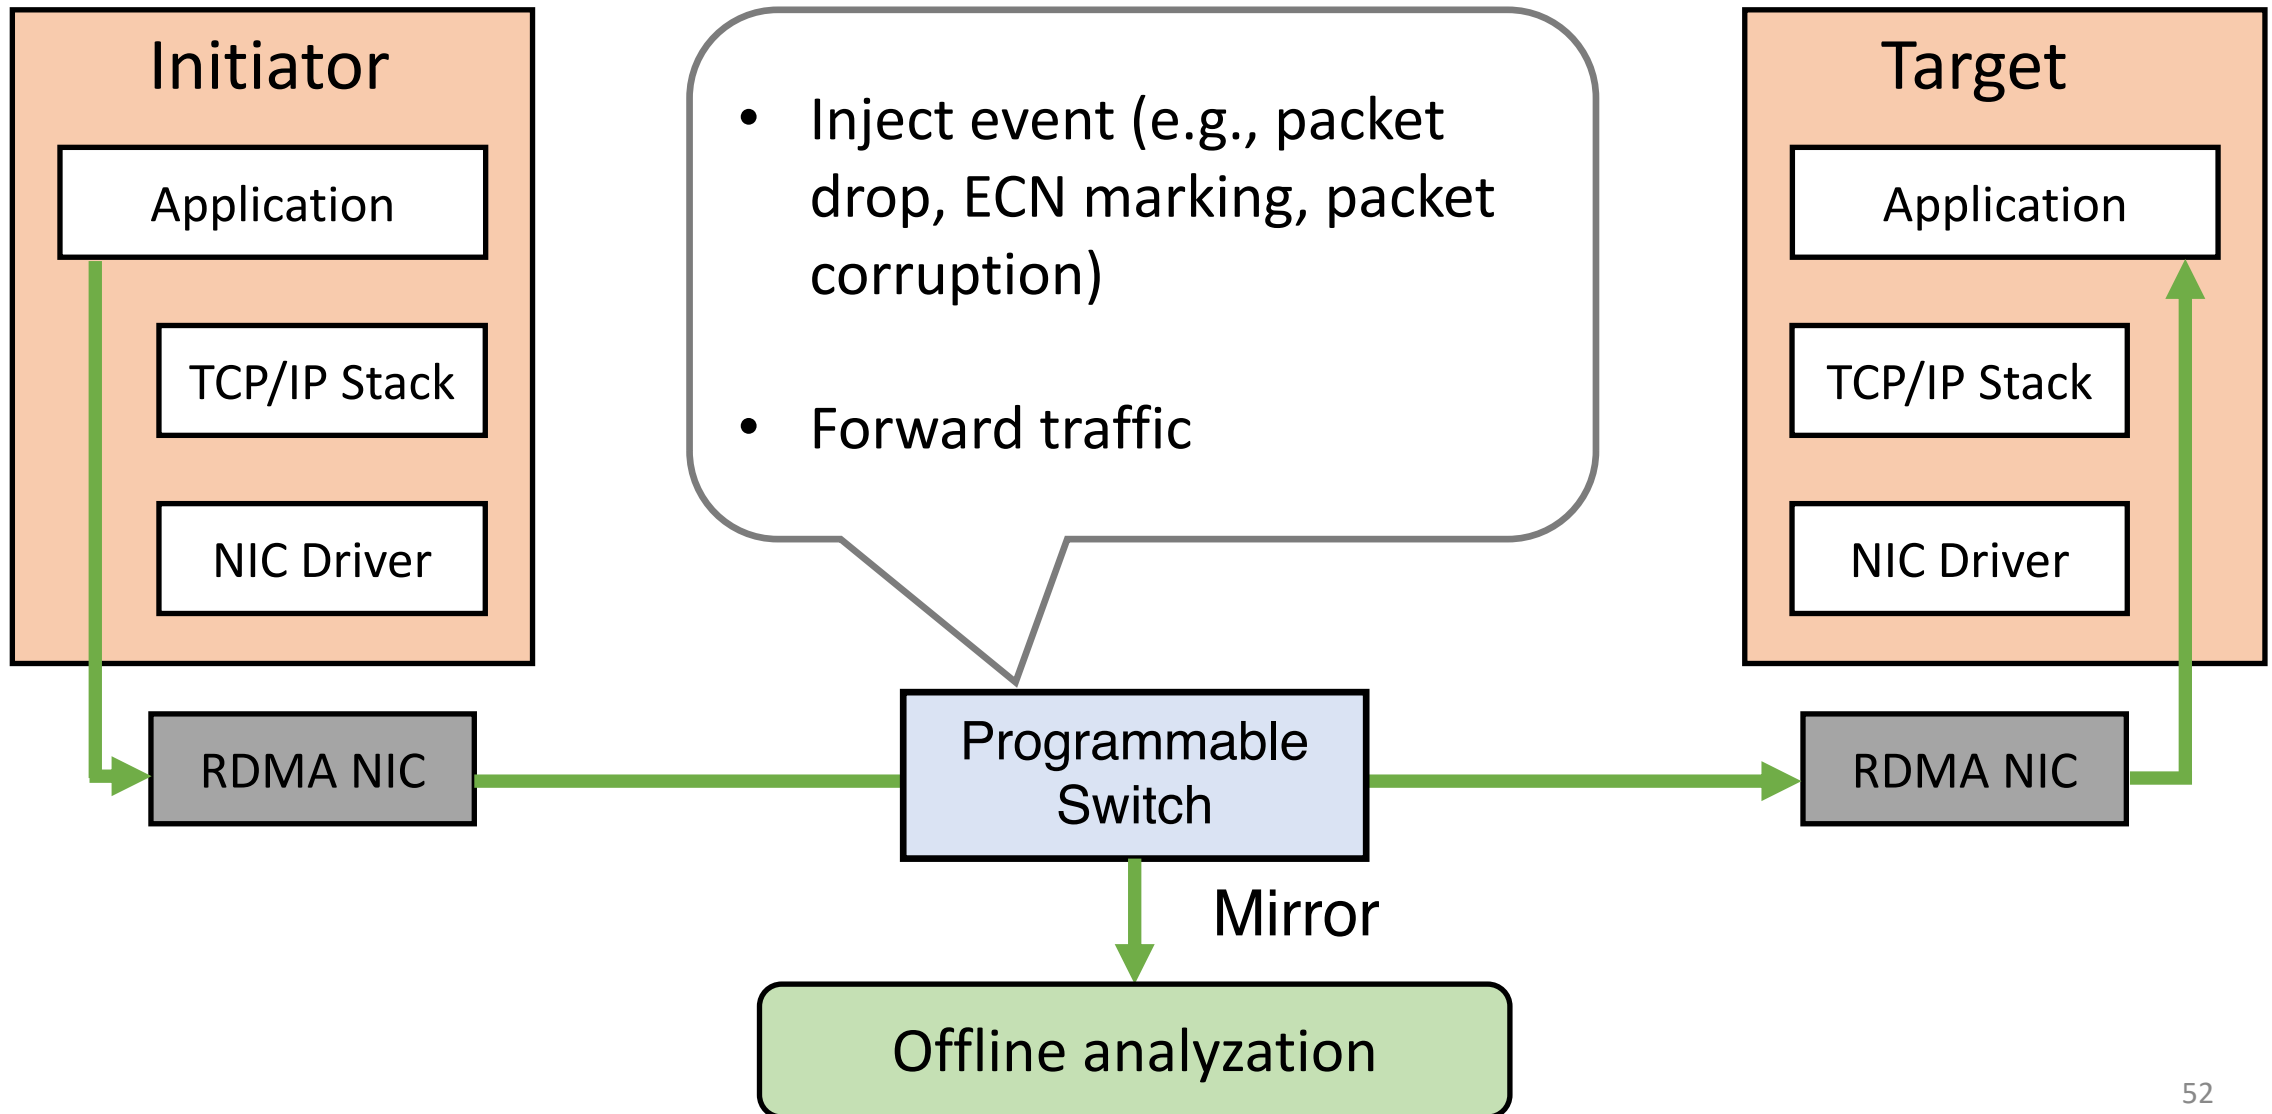 Initiator
Application
TCP/IP Stack
NIC Driver
RDMA NIC
• Inject event (e.g., packet
drop, ECN marking, packet
corruption)
• Forward traffic
Programmable
Switch
Mirror
Offline analyzation
Target
Application
TCP/IP Stack
NIC Driver
RDMA NIC
52